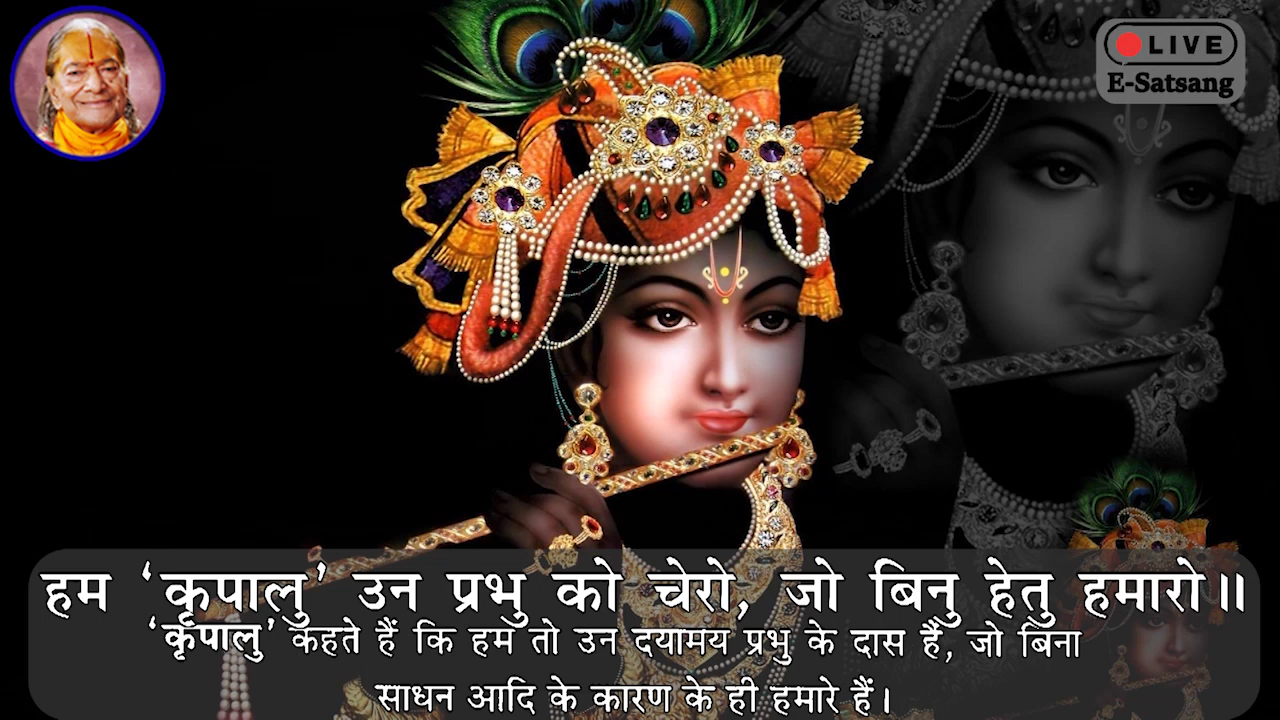 LIVE
E-Satsang
हम ‘कृपालु’ उन प्रभु को चेरो, जो बिनु हेतु हमारो॥
‘कृपालु’ कहते हैं कि हम तो उन दयामय प्रभु के दास हैं, जो बिना
साधन आदि के कारण के ही हमारे हैं।